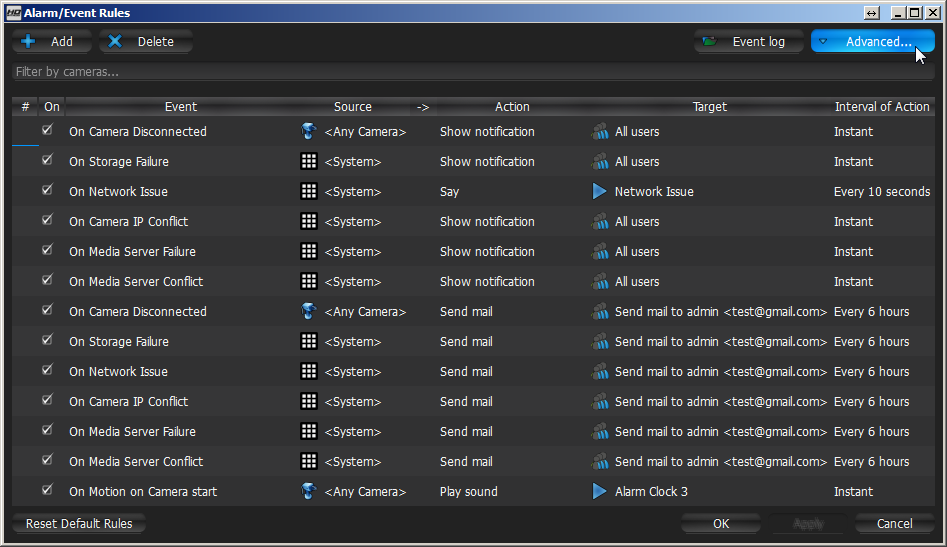 HD Alarm/Event Rules
Add Delete Event log Advanced...
Filter by cameras...
# On Event Source -> Action Target Interval of Action
On Camera Disconnected <Any Camera> Show notification All users Instant
On Storage Failure <System> Show notification All users Instant
On Network Issue <System> Say Network Issue Every 10 seconds
On Camera IP Conflict <System> Show notification All users Instant
On Media Server Failure <System> Show notification All users Instant
On Media Server Conflict <System> Show notification All users Instant
On Camera Disconnected <Any Camera> Send mail Send mail to admin <test@gmail.com> Every 6 hours
On Storage Failure <System> Send mail Send mail to admin <test@gmail.com> Every 6 hours
On Network Issue <System> Send mail Send mail to admin <test@gmail.com> Every 6 hours
On Camera IP Conflict <System> Send mail Send mail to admin <test@gmail.com> Every 6 hours
On Media Server Failure <System> Send mail Send mail to admin <test@gmail.com> Every 6 hours
On Media Server Conflict <System> Send mail Send mail to admin <test@gmail.com> Every 6 hours
On Motion on Camera start <Any Camera> Play sound Alarm Clock 3 Instant
Reset Default Rules OK Apply Cancel